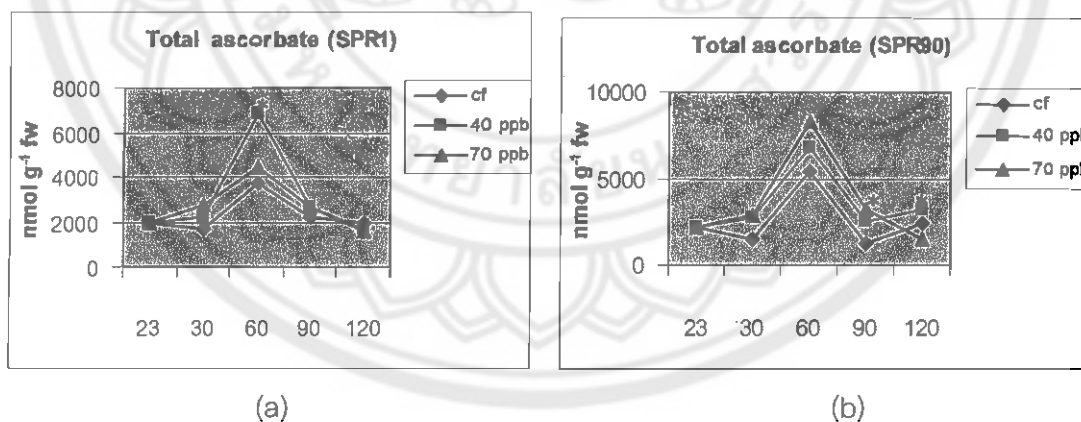 Total ascorbate (SPR1)
nmol g⁻¹ fw
8000
6000
4000
2000
0
23 30 60 90 120
cf
40 ppb
70 ppb
(a)
Total ascorbate (SPR90)
nmol g⁻¹ fw
10000
5000
0
23 30 60 90 120
cf
40 ppb
70 ppb
(b)